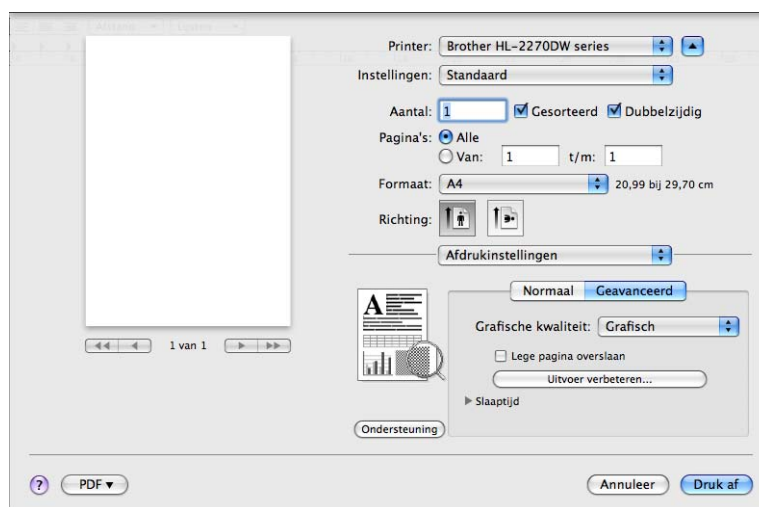 Printer: Brother HL-2270DW series
Instellingen: Standaard
Aantal: 1 Gesorteerd Dubbelzijdig
Pagina's: Alle
Van: 1 t/m: 1
Formaat: A4 20,99 bij 29,70 cm
Richting:
Afdrukinstellingen
Normaal Geavanceerd
A
Grafische kwaliteit: Grafisch
1 van 1
Lege pagina overslaan
Uitvoer verbeteren...
Slaaptijd
Ondersteuning
? PDF Annuleer Druk af